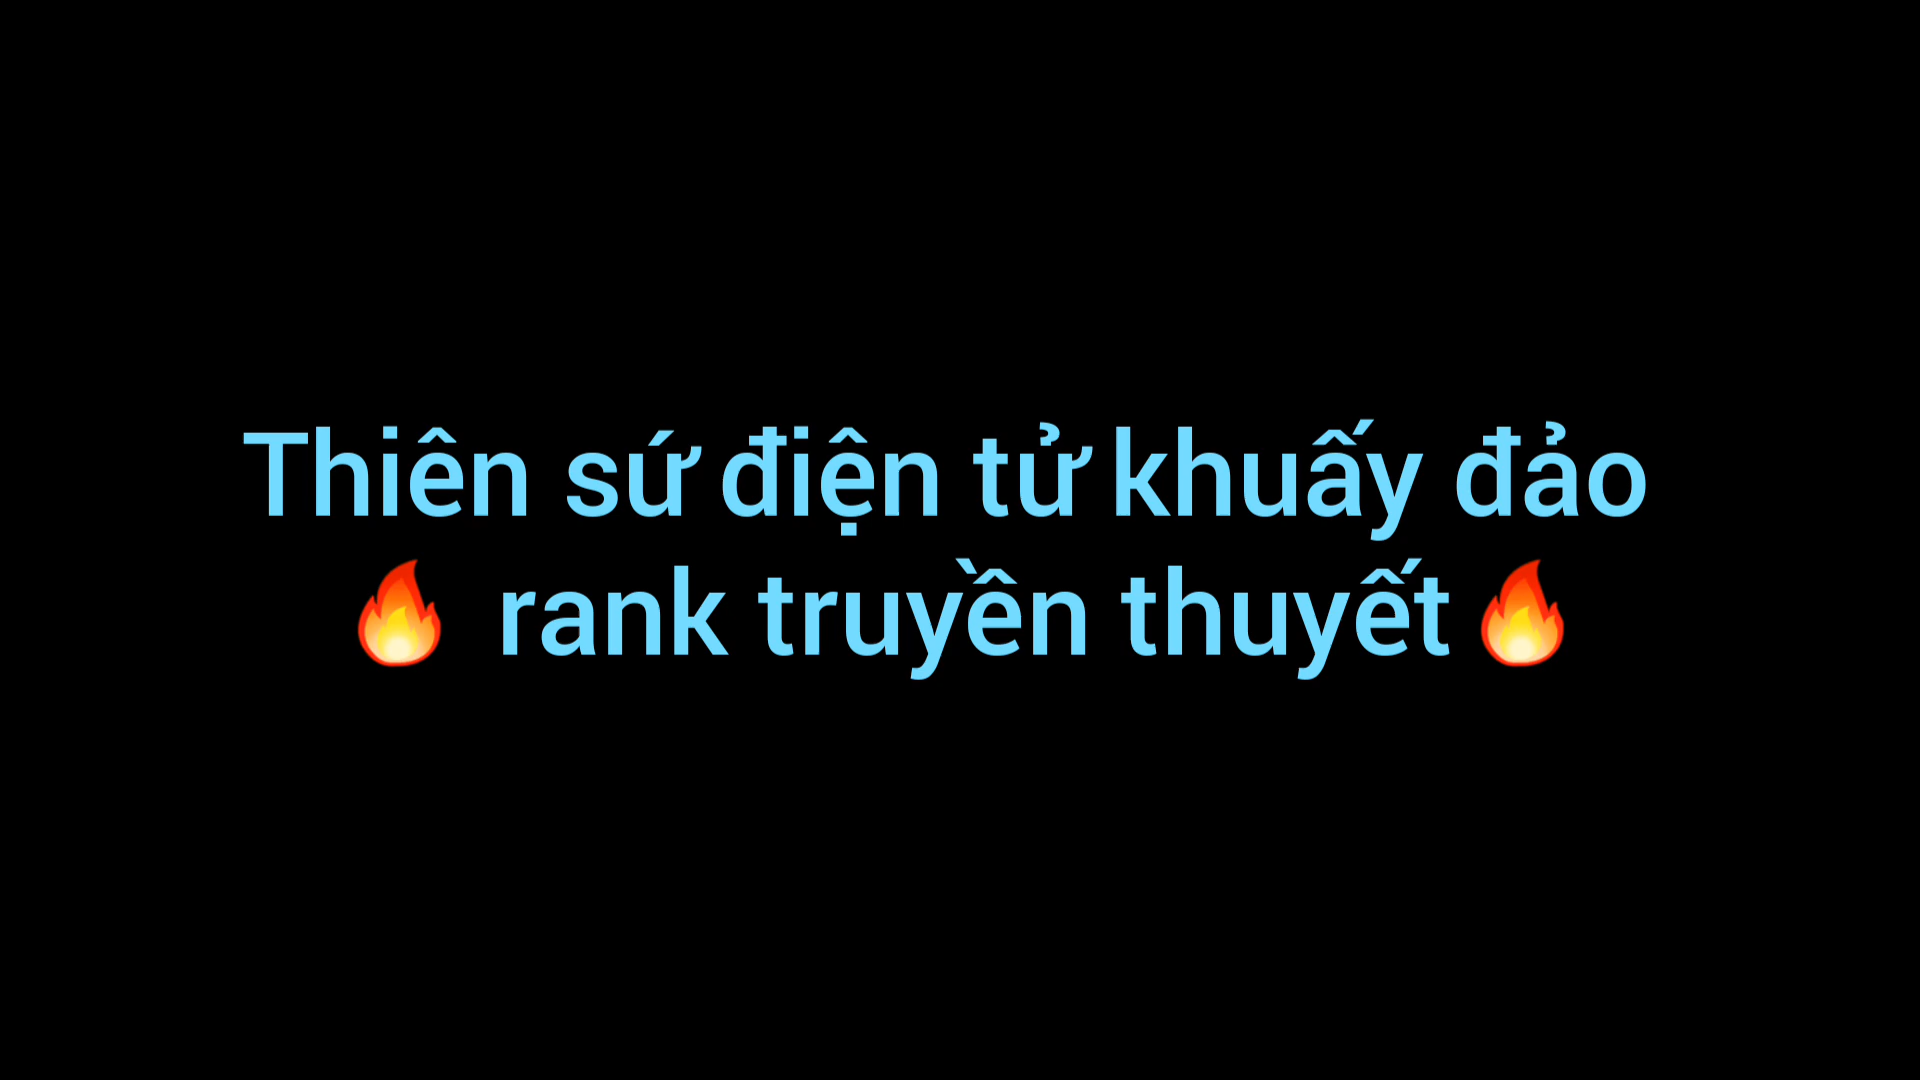 Thiên sứ điện tử khuấy đảo
🔥 rank truyền thuyết🔥